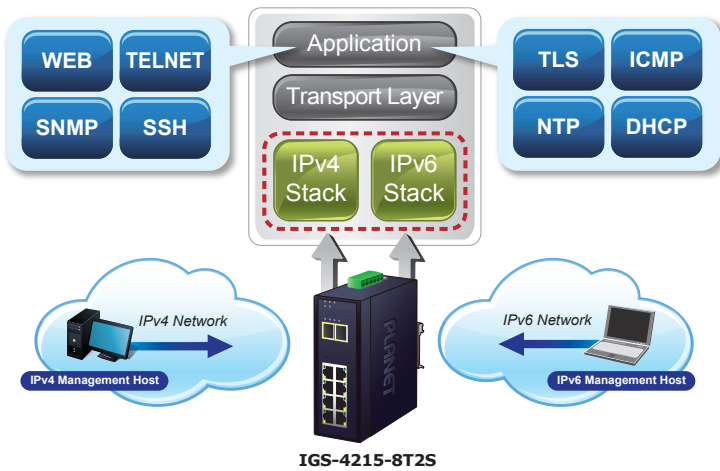 WEB
TELNET
SNMP
SSH
Application
Transport Layer
IPv4
Stack
IPv6
Stack
TLS
ICMP
NTP
DHCP
IPv4 Network
IPv4 Management Host
PLANET
IPv6 Network
IPv6 Management Host
IGS-4215-8T2S